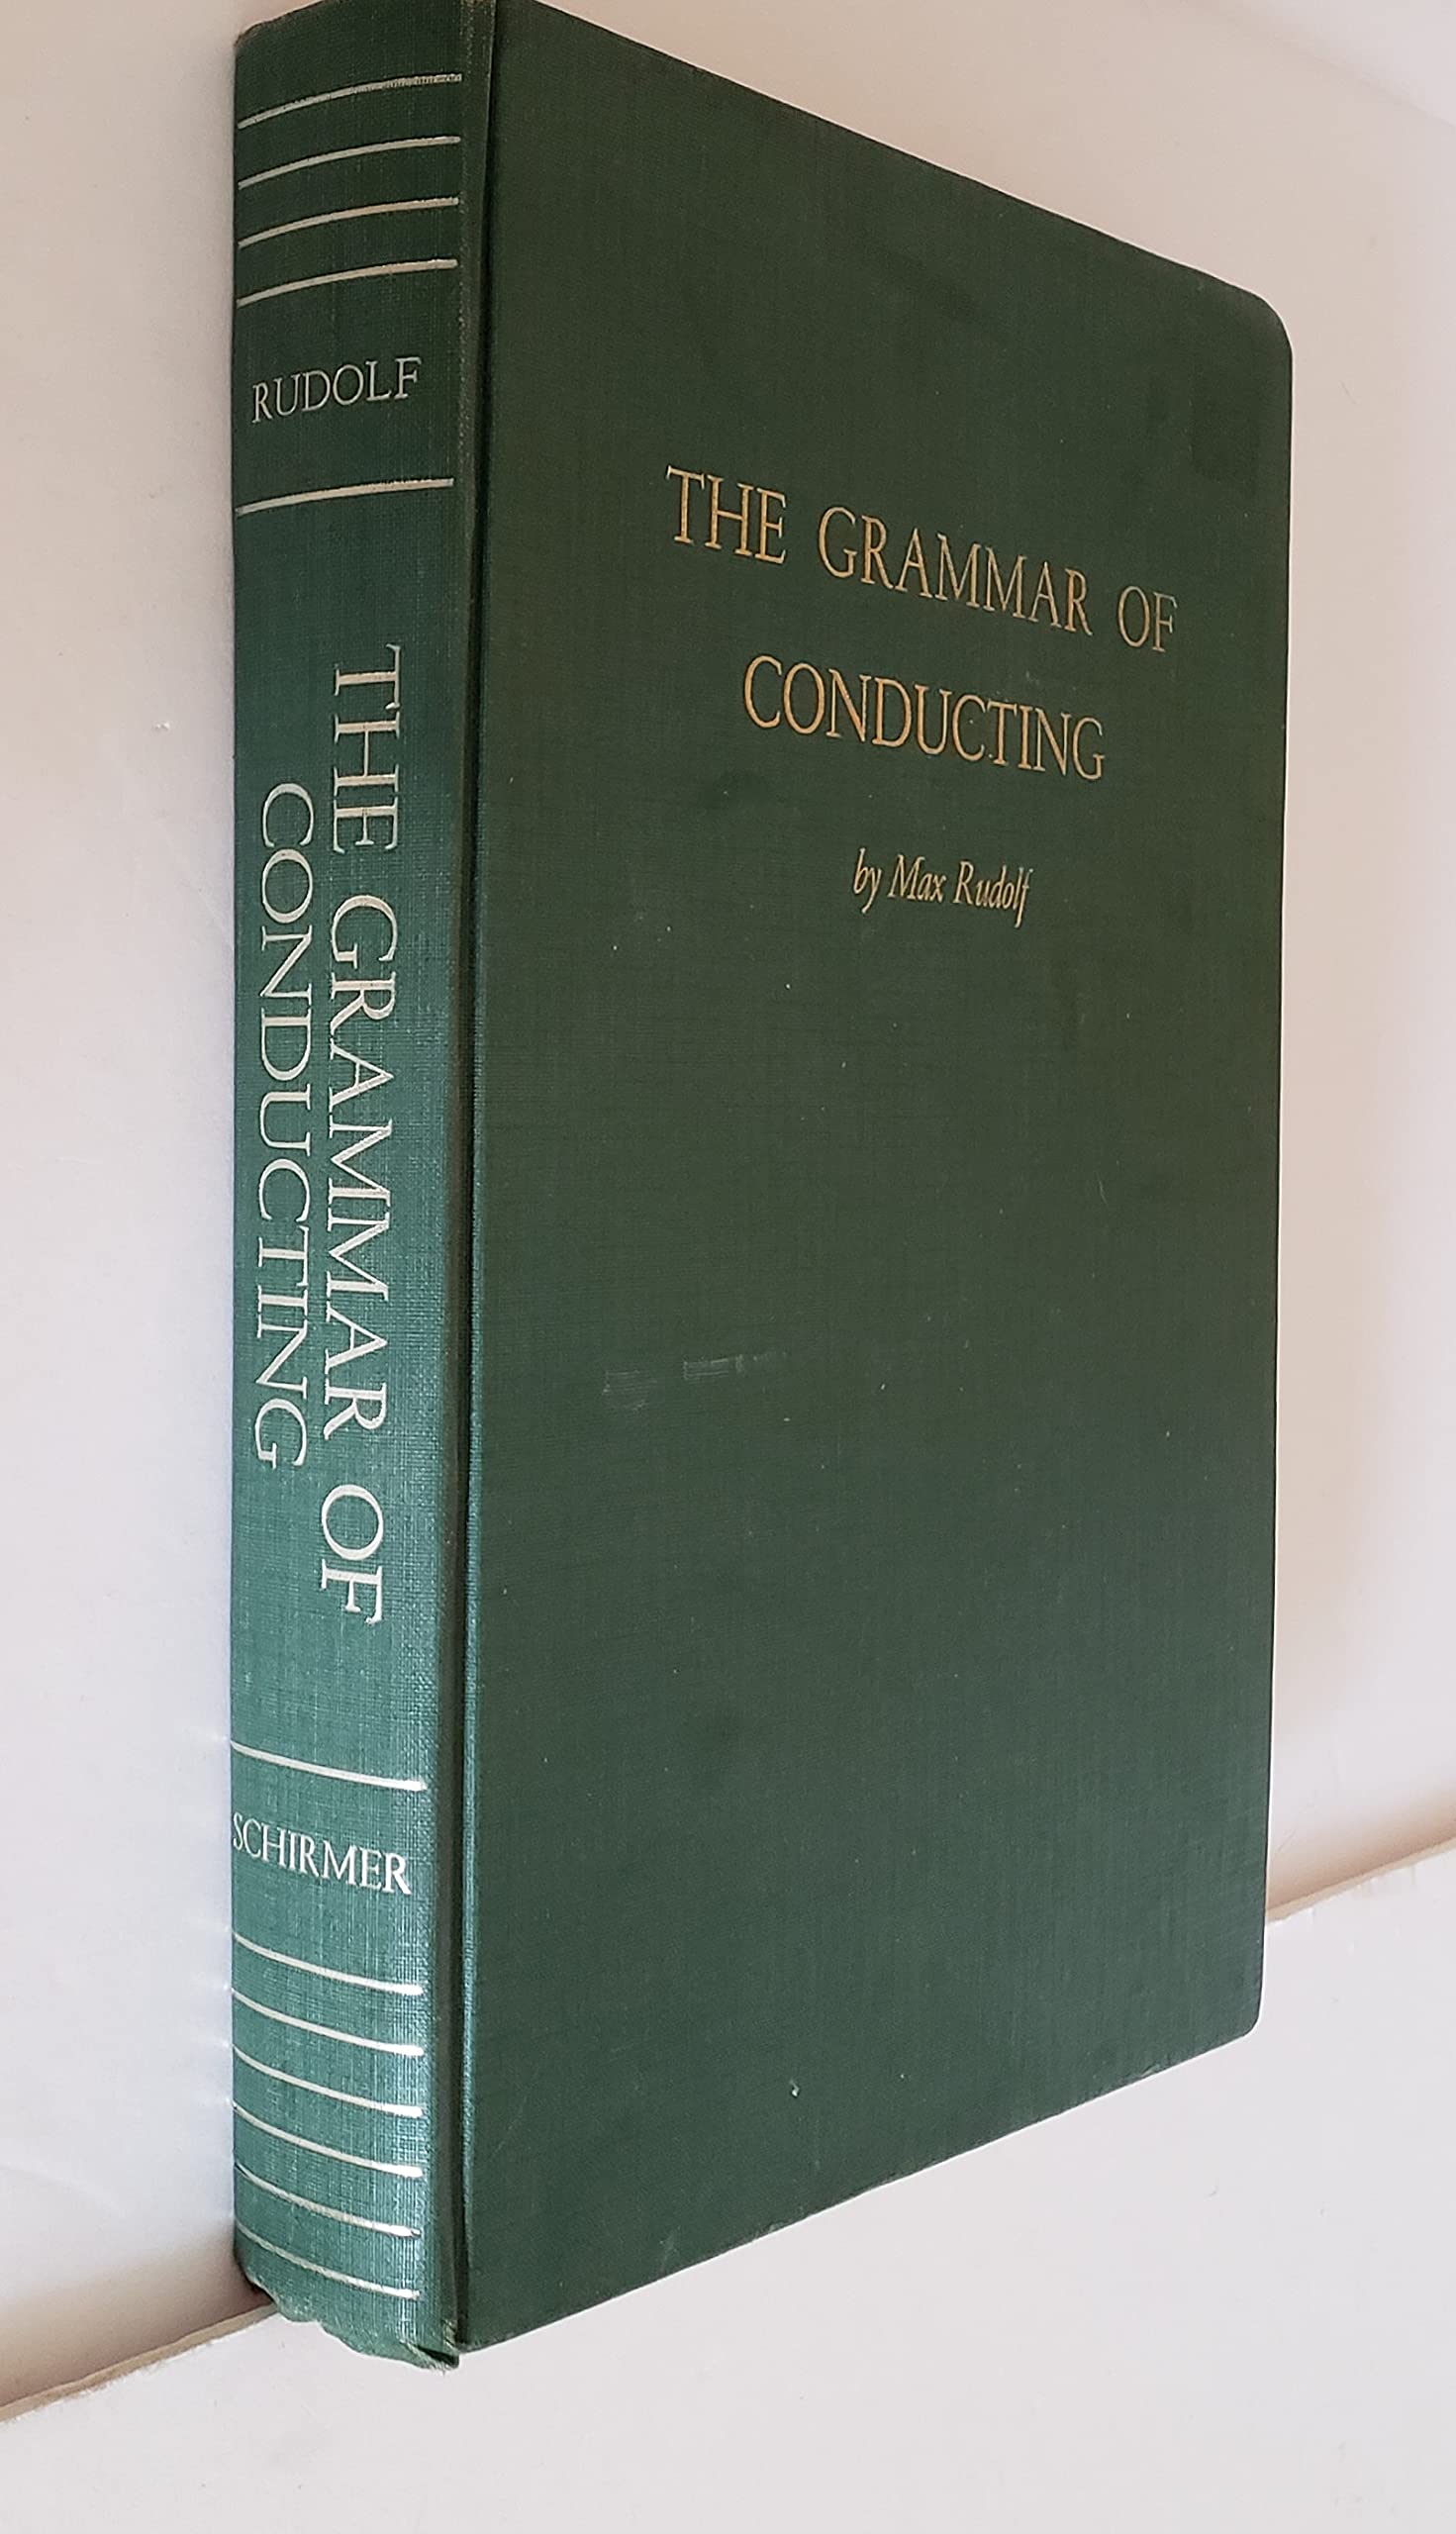 RUDOLF
THE GRAMMAR OF
CONDUCTING
SCHIRMER
THE GRAMMAR OF
CONDUCTING
by Max Rudolf